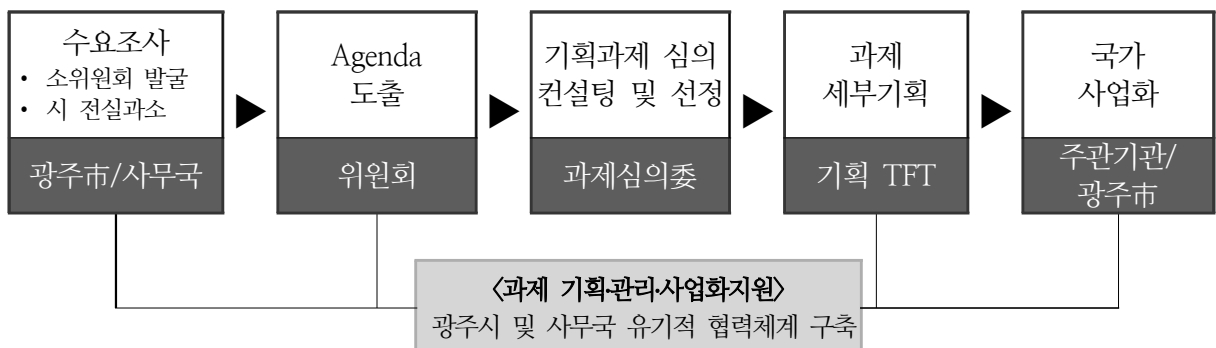 수요조사
• 소위원회 발굴
• 시 전실과소
광주市/사무국
Agenda
도출
위원회
기획과제 심의
컨설팅 및 선정
과제심의委
과제
세부기획
기획 TFT
국가
사업화
주관기관/
광주市
<과제 기획·관리·사업화지원>
광주시 및 사무국 유기적 협력체계 구축